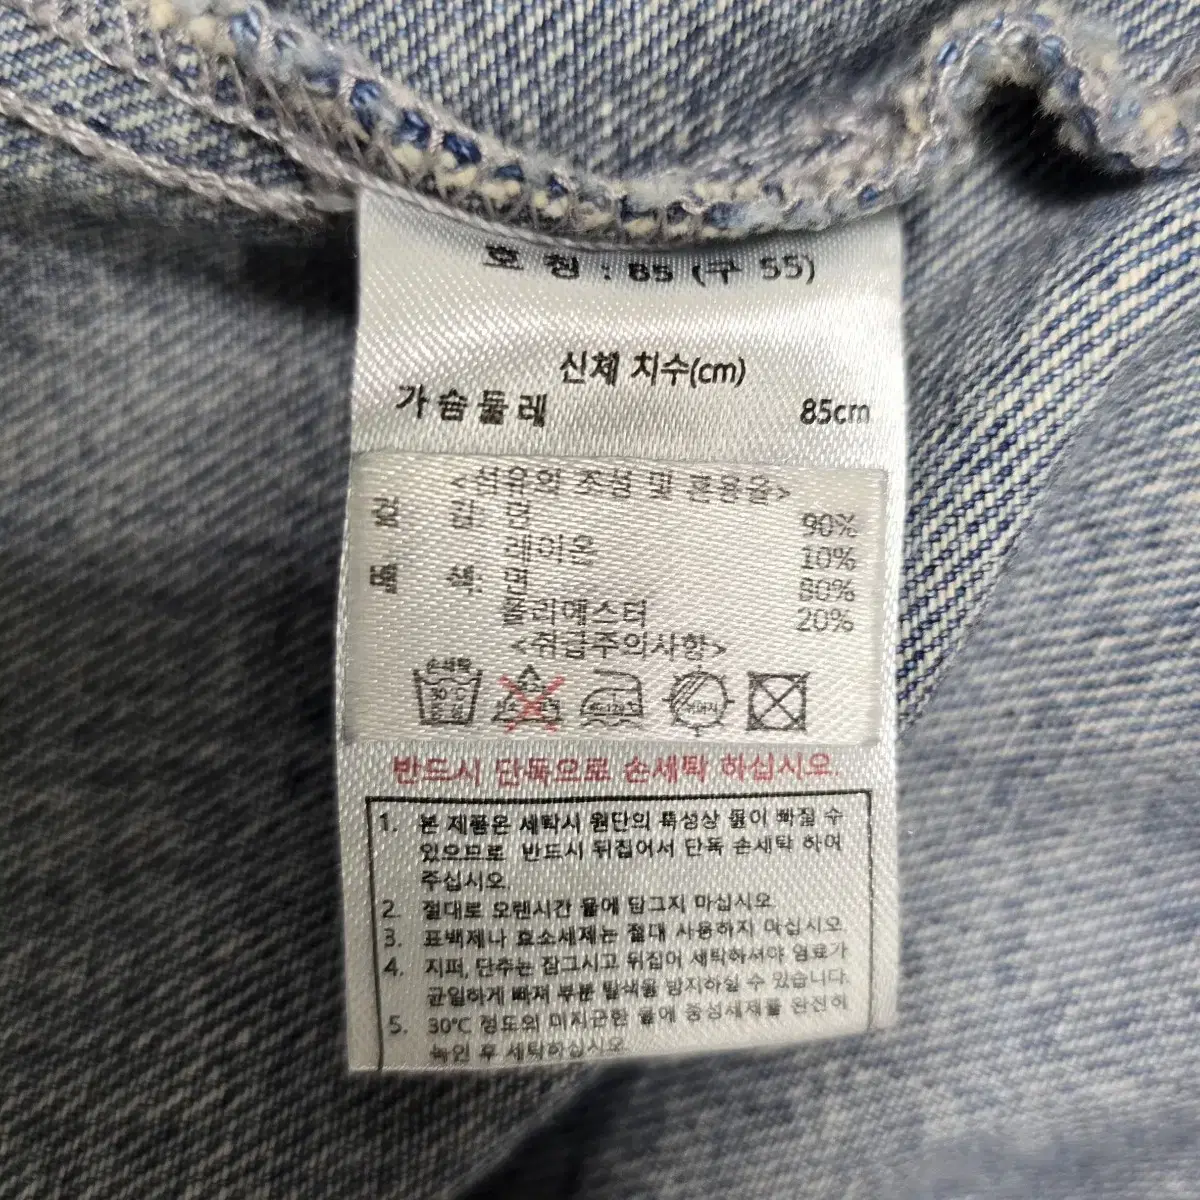 호 칭 : 85 (구 55)
신체 치수(cm)
가슴둘레 85cm
<섬유의 조성 및 혼용율>
겉 감: 면 90%
레이온 10%
배 색: 면 80%
폴리에스터 20%
<취급주의사항>
손세탁
30°C
중성
반드시 단독으로 손세탁 하십시오.
1. 본 제품은 세탁시 원단의 특성상 물이 빠질 수
있으므로 반드시 뒤집어서 단독 손세탁 하여
주십시오.
2. 절대로 오랜시간 물에 담그지 마십시오.
3. 표백제나 효소세제는 절대 사용하지 마십시오.
4. 지퍼, 단추는 잠그시고 뒤집어 세탁하셔야 염료가
균일하게 빠져 부분 탈색을 방지하실 수 있습니다.
5. 30℃ 정도의 미지근한 물에 중성세제를 완전히
녹인 후 세탁하십시오.